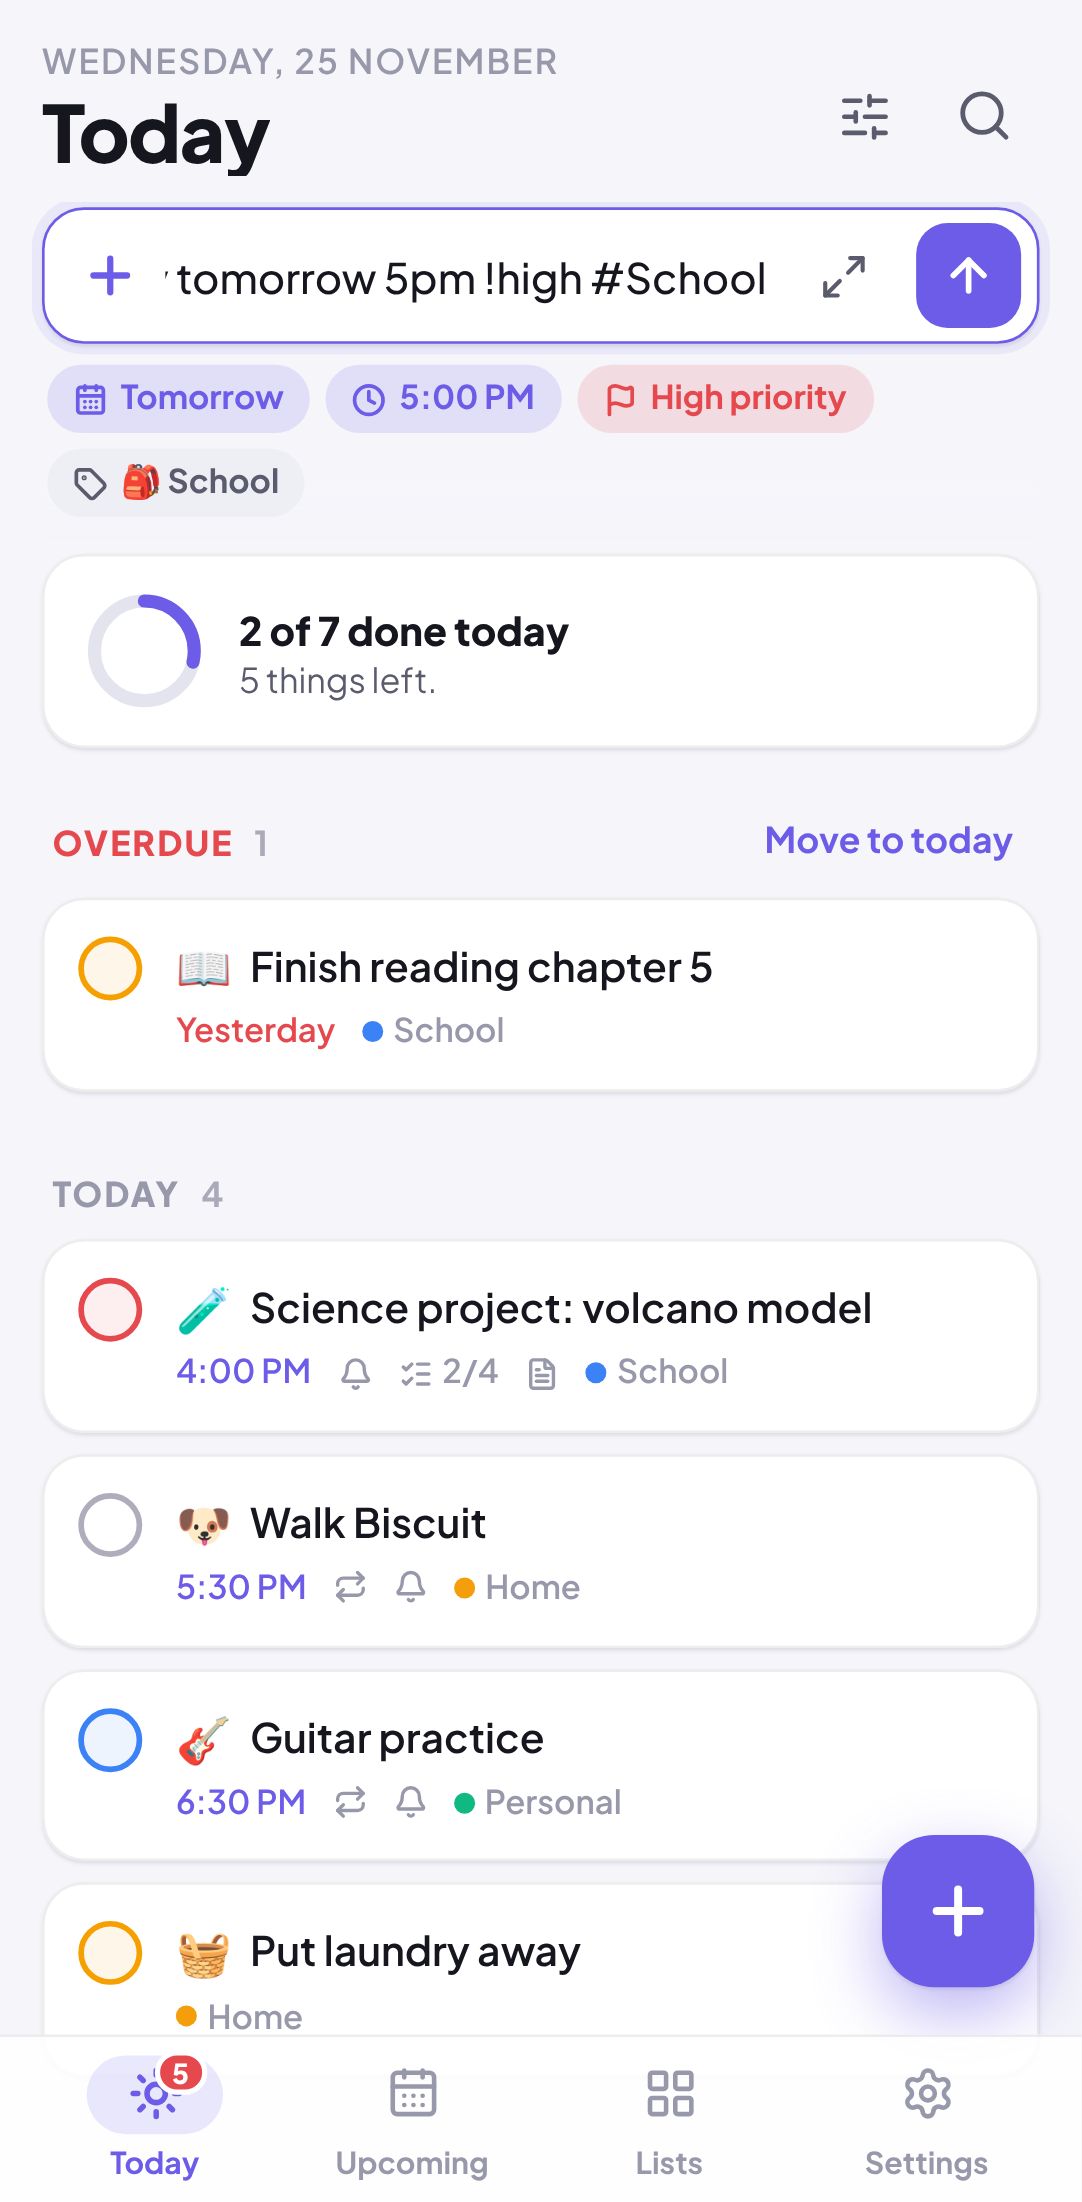 WEDNESDAY, 25 NOVEMBER
Today
tomorrow 5pm !high #School
Tomorrow
5:00 PM
High priority
School
2 of 7 done today
5 things left.
OVERDUE 1
Move to today
Finish reading chapter 5
Yesterday
School
TODAY 4
Science project: volcano model
4:00 PM
2/4
School
Walk Biscuit
5:30 PM
Home
Guitar practice
6:30 PM
Personal
Put laundry away
Home
5
Today
Upcoming
Lists
Settings